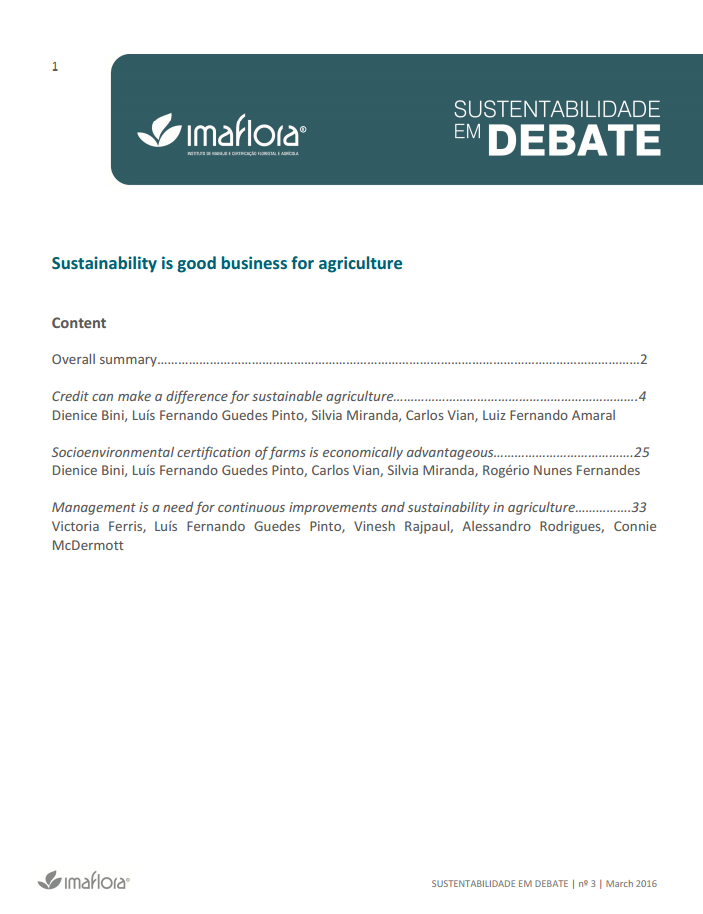 1
imaflora®
INSTITUTO DE MANEJO E CERTIFICAÇÃO FLORESTAL E AGRÍCOLA
SUSTENTABILIDADE
EM DEBATE
Sustainability is good business for agriculture
Content
Overall summary……………………………………………………………………………………………………………………2
Credit can make a difference for sustainable agriculture…………………………………………………………….4
Dienice Bini, Luís Fernando Guedes Pinto, Silvia Miranda, Carlos Vian, Luiz Fernando Amaral
Socioenvironmental certification of farms is economically advantageous………………………………….25
Dienice Bini, Luís Fernando Guedes Pinto, Carlos Vian, Silvia Miranda, Rogério Nunes Fernandes
Management is a need for continuous improvements and sustainability in agriculture…………….33
Victoria Ferris, Luís Fernando Guedes Pinto, Vinesh Rajpaul, Alessandro Rodrigues, Connie
McDermott
imaflora®
SUSTENTABILIDADE EM DEBATE | nº 3 | March 2016